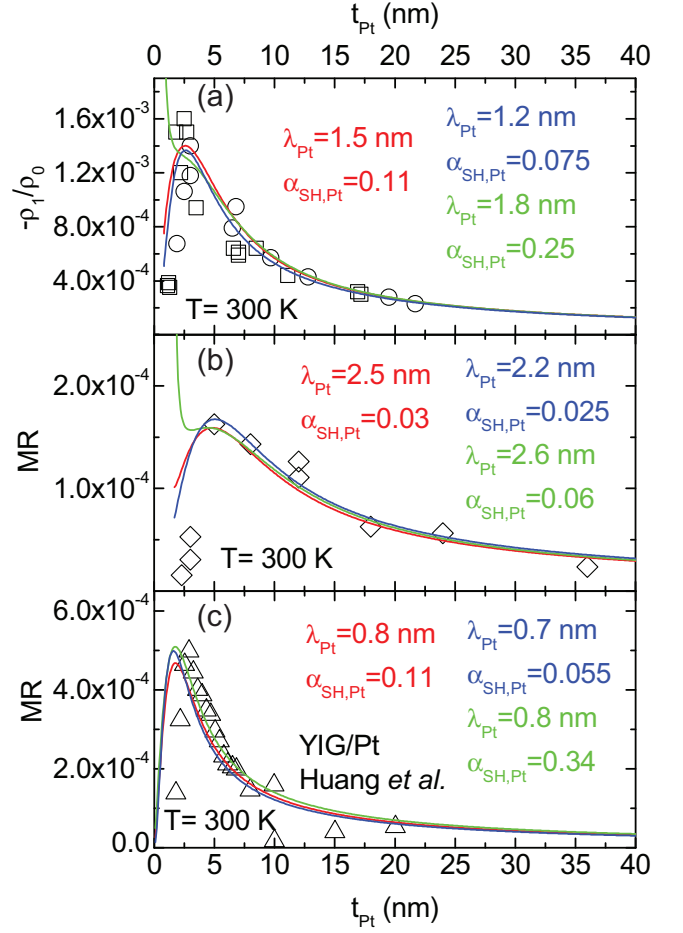 t_Pt (nm)
0 5 10 15 20 25 30 35 40
(a)
1.6x10^-3
1.2x10^-3
8.0x10^-4
4.0x10^-4
-ρ_1/ρ_0
λ_Pt=1.5 nm
α_SH,Pt=0.11
λ_Pt=1.2 nm
α_SH,Pt=0.075
λ_Pt=1.8 nm
α_SH,Pt=0.25
T= 300 K
(b)
2.0x10^-4
1.0x10^-4
0.0
MR
λ_Pt=2.5 nm
α_SH,Pt=0.03
λ_Pt=2.2 nm
α_SH,Pt=0.025
λ_Pt=2.6 nm
α_SH,Pt=0.06
T= 300 K
(c)
6.0x10^-4
4.0x10^-4
2.0x10^-4
0.0
MR
λ_Pt=0.8 nm
α_SH,Pt=0.11
λ_Pt=0.7 nm
α_SH,Pt=0.055
λ_Pt=0.8 nm
α_SH,Pt=0.34
YIG/Pt
Huang et al.
T= 300 K
0 5 10 15 20 25 30 35 40
t_Pt (nm)